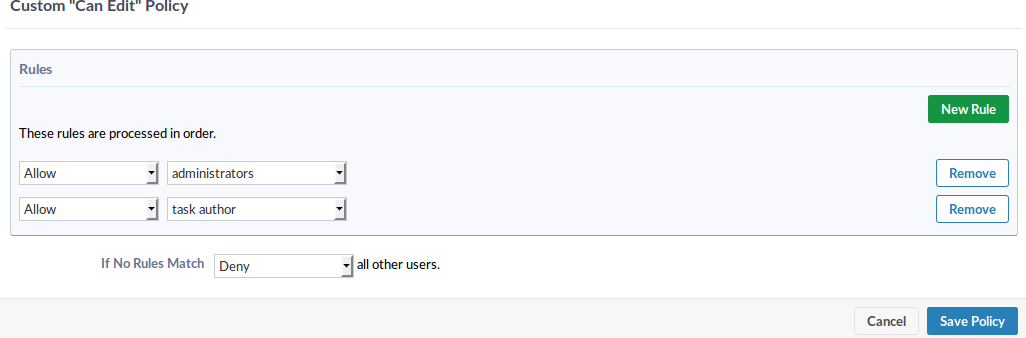 Custom "Can Edit" Policy
Rules
New Rule
These rules are processed in order.
Allow administrators Remove
Allow task author Remove
If No Rules Match Deny all other users.
Cancel Save Policy